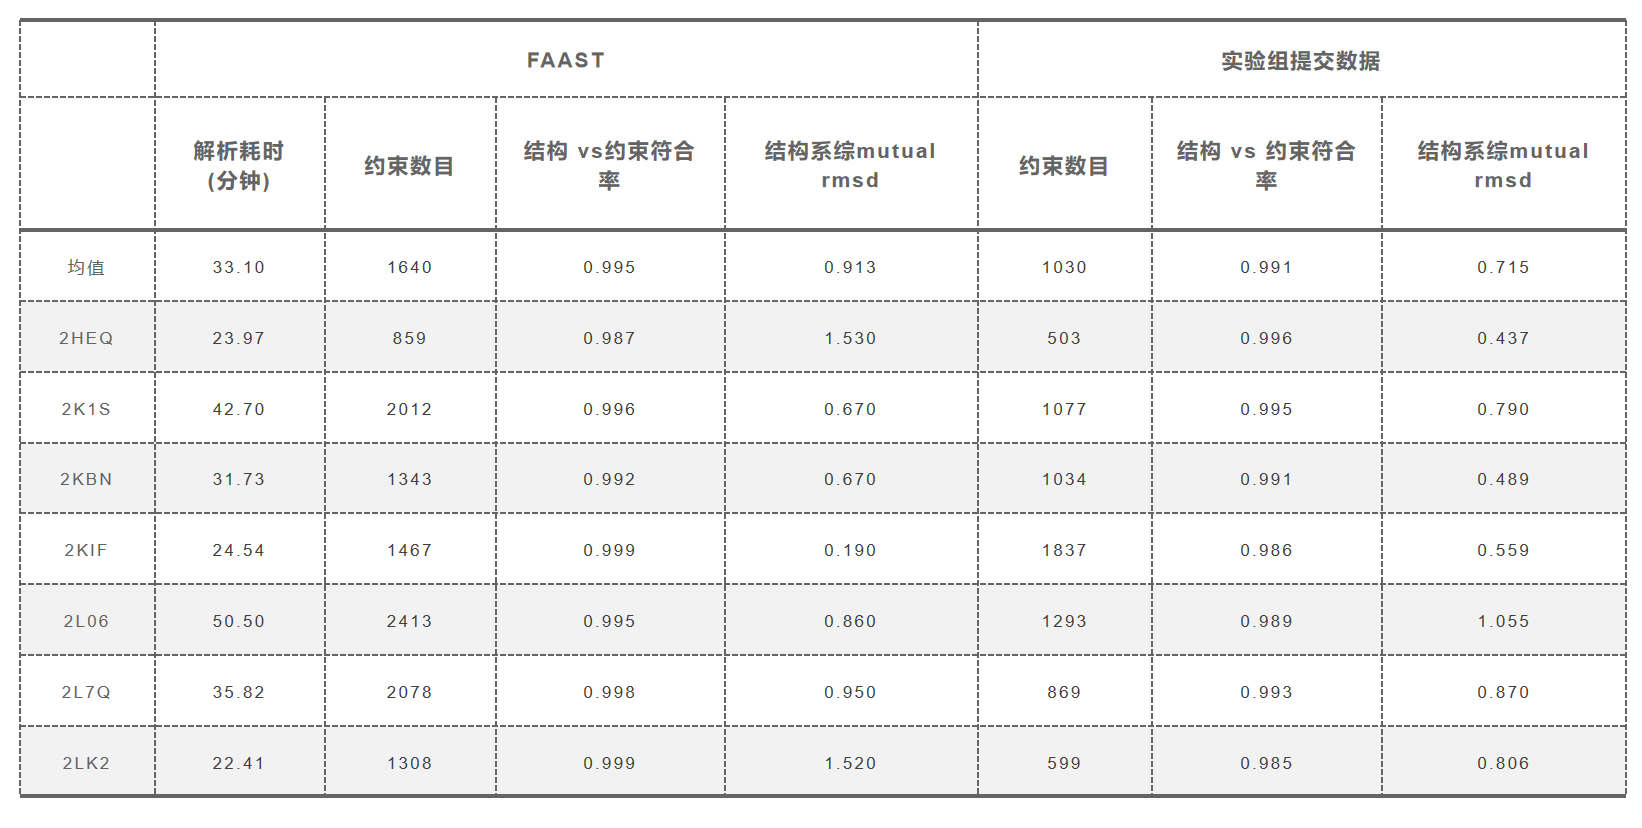 FAAST 实验组提交数据
解析耗时 (分钟) 约束数目 结构 vs约束符合率 结构系综mutual rmsd 约束数目 结构 vs 约束符合率 结构系综mutual rmsd
均值 33.10 1640 0.995 0.913 1030 0.991 0.715
2HEQ 23.97 859 0.987 1.530 503 0.996 0.437
2K1S 42.70 2012 0.996 0.670 1077 0.995 0.790
2KBN 31.73 1343 0.992 0.670 1034 0.991 0.489
2KIF 24.54 1467 0.999 0.190 1837 0.986 0.559
2L06 50.50 2413 0.995 0.860 1293 0.989 1.055
2L7Q 35.82 2078 0.998 0.950 869 0.993 0.870
2LK2 22.41 1308 0.999 1.520 599 0.985 0.806